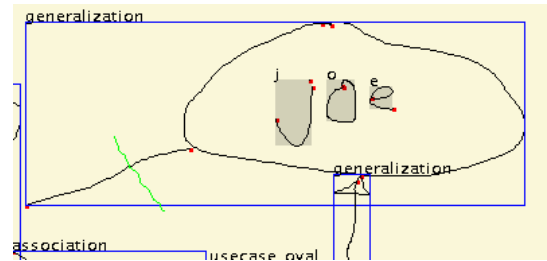 generalization
j o e
generalization
association
usecase oval